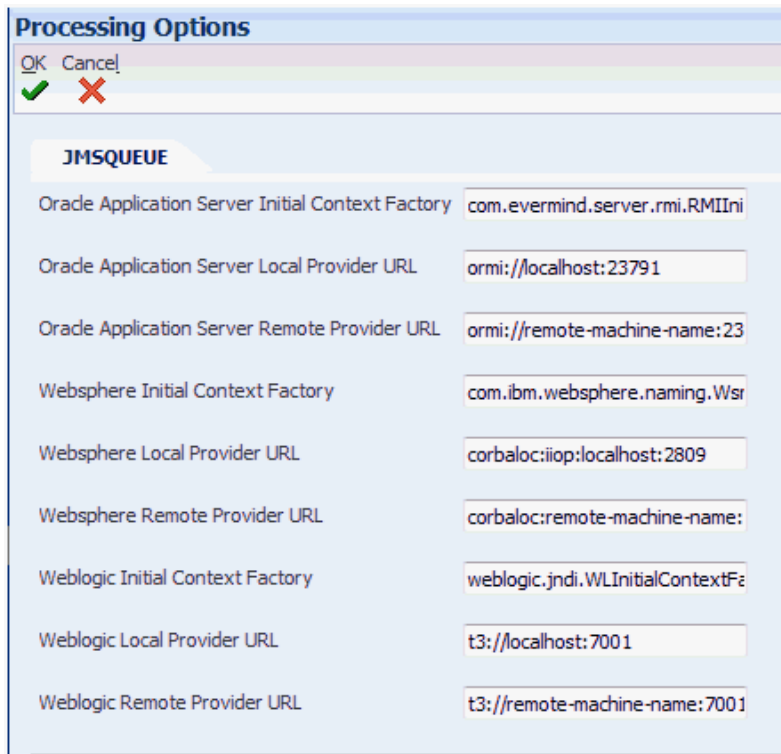 Processing Options
OK Cancel
JMSQUEUE
Oracle Application Server Initial Context Factory com.evermind.server.rmi.RMIIni
Oracle Application Server Local Provider URL ormi://localhost:23791
Oracle Application Server Remote Provider URL ormi://remote-machine-name:23
Websphere Initial Context Factory com.ibm.websphere.naming.Wsn
Websphere Local Provider URL corbaloc:iiop:localhost:2809
Websphere Remote Provider URL corbaloc:remote-machine-name:
Weblogic Initial Context Factory weblogic.jndi.WLInitialContextFa
Weblogic Local Provider URL t3://localhost:7001
Weblogic Remote Provider URL t3://remote-machine-name:7001